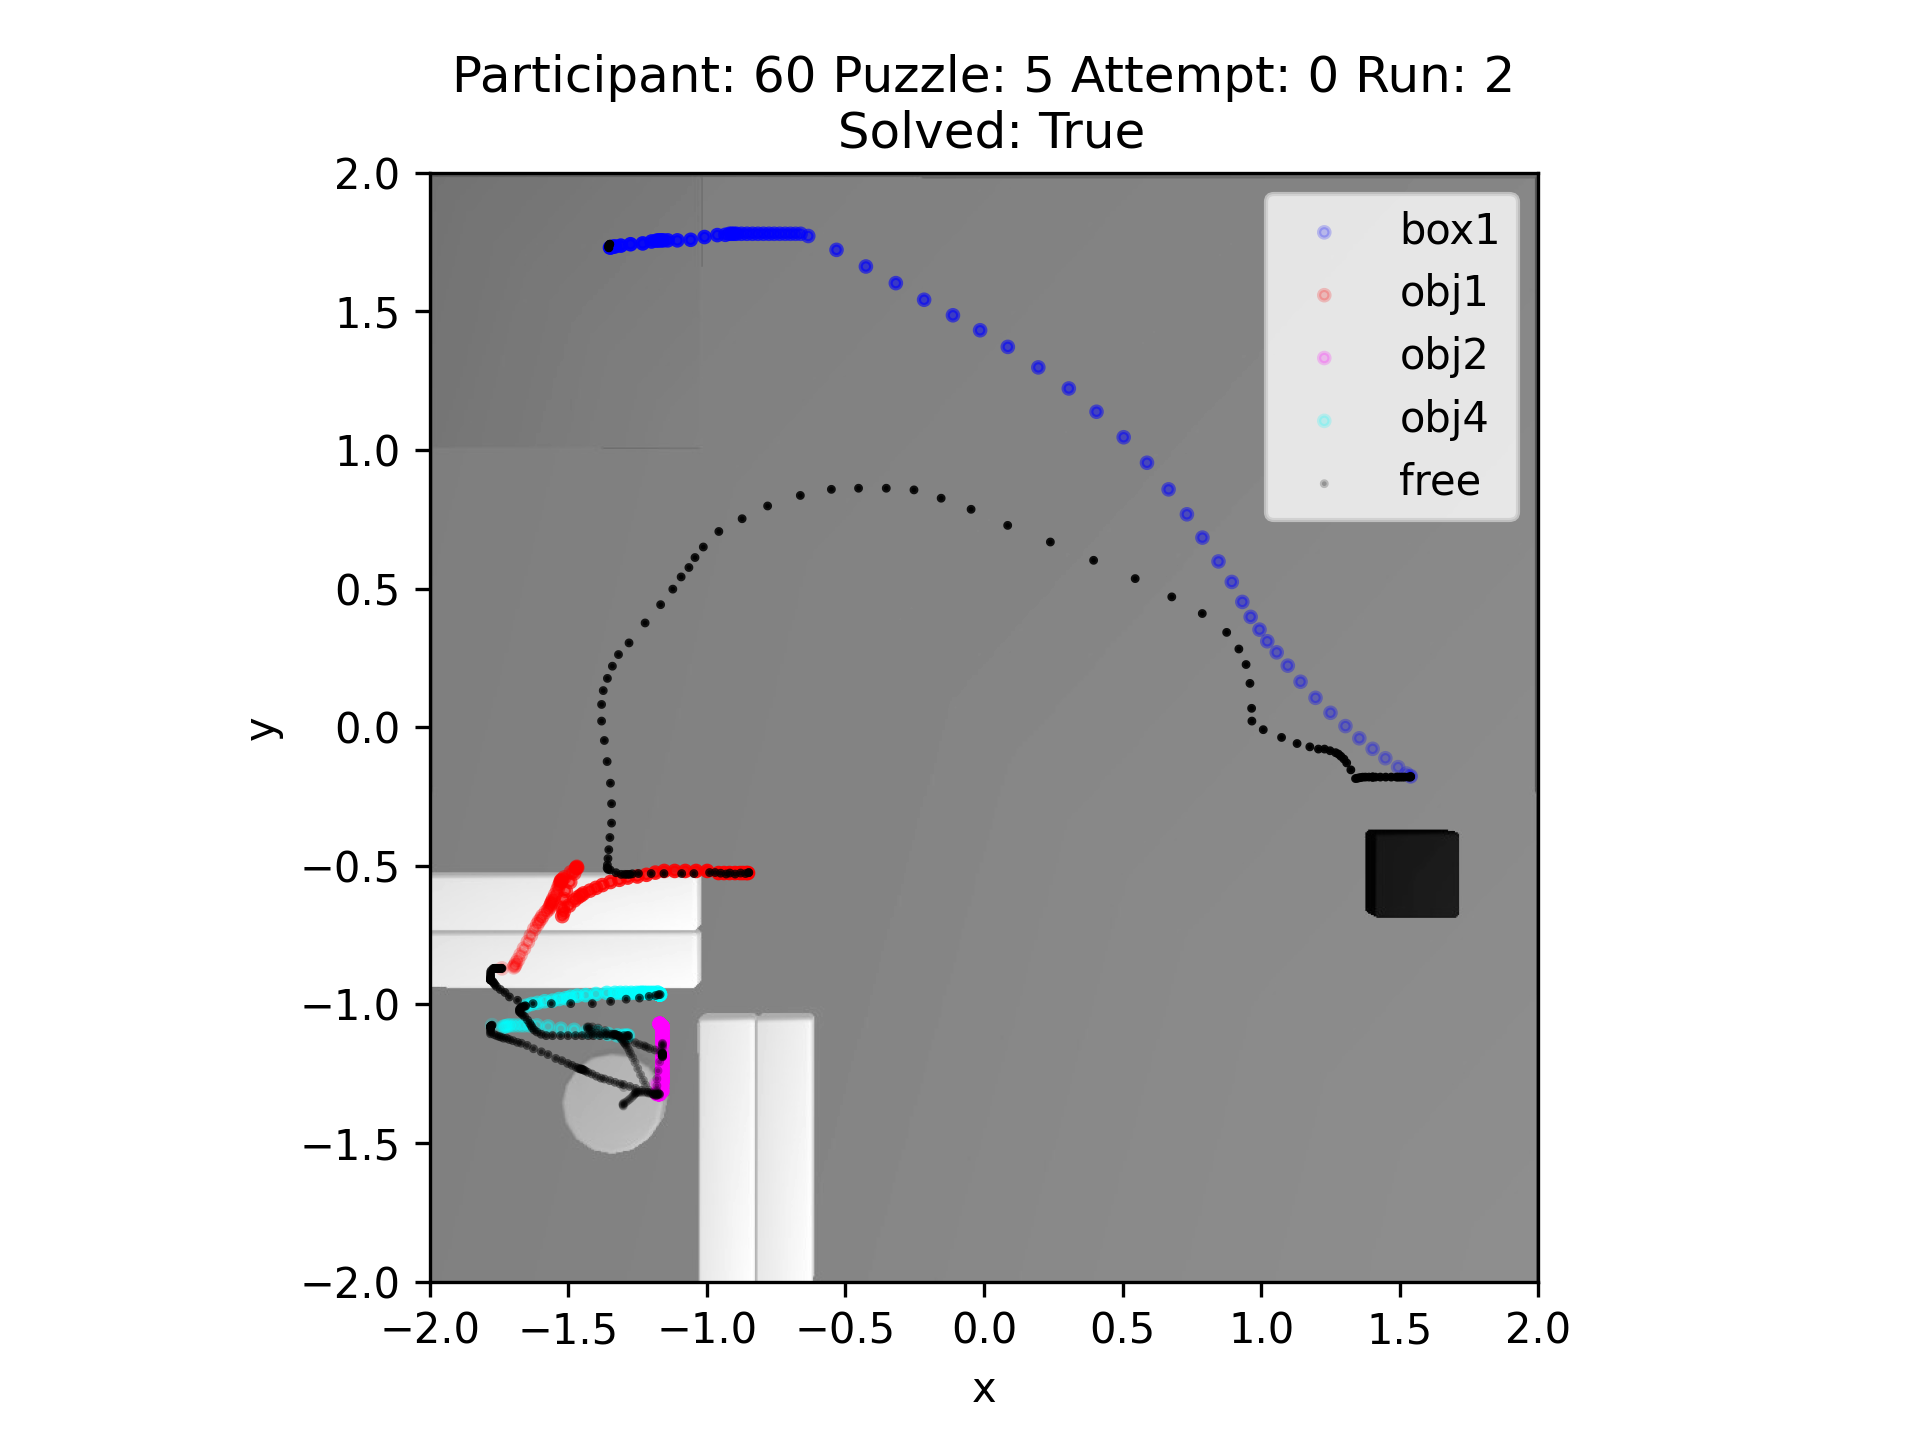 Participant: 60 Puzzle: 5 Attempt: 0 Run: 2
Solved: True
2.0
1.5
1.0
0.5
0.0
−0.5
−1.0
−1.5
−2.0
y
box1
obj1
obj2
obj4
free
−2.0 −1.5 −1.0 −0.5 0.0 0.5 1.0 1.5 2.0
x